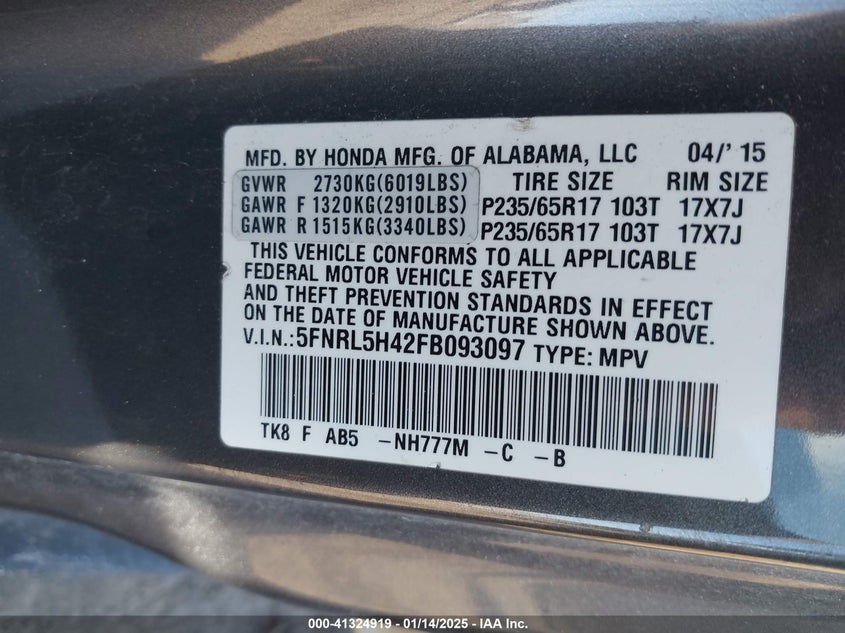 MFD. BY HONDA MFG. OF ALABAMA, LLC 04/' 15
GVWR 2730KG(6019LBS) TIRE SIZE RIM SIZE
GAWR F 1320KG(2910LBS) P235/65R17 103T 17X7J
GAWR R 1515KG(3340LBS) P235/65R17 103T 17X7J
THIS VEHICLE CONFORMS TO ALL APPLICABLE
FEDERAL MOTOR VEHICLE SAFETY
AND THEFT PREVENTION STANDARDS IN EFFECT
ON THE DATE OF MANUFACTURE SHOWN ABOVE.
V.I.N.:5FNRL5H42FB093097 TYPE: MPV
TK8 F AB5 -NH777M -C -B
000-41324919 - 01/14/2025 - IAAI.com Inc.